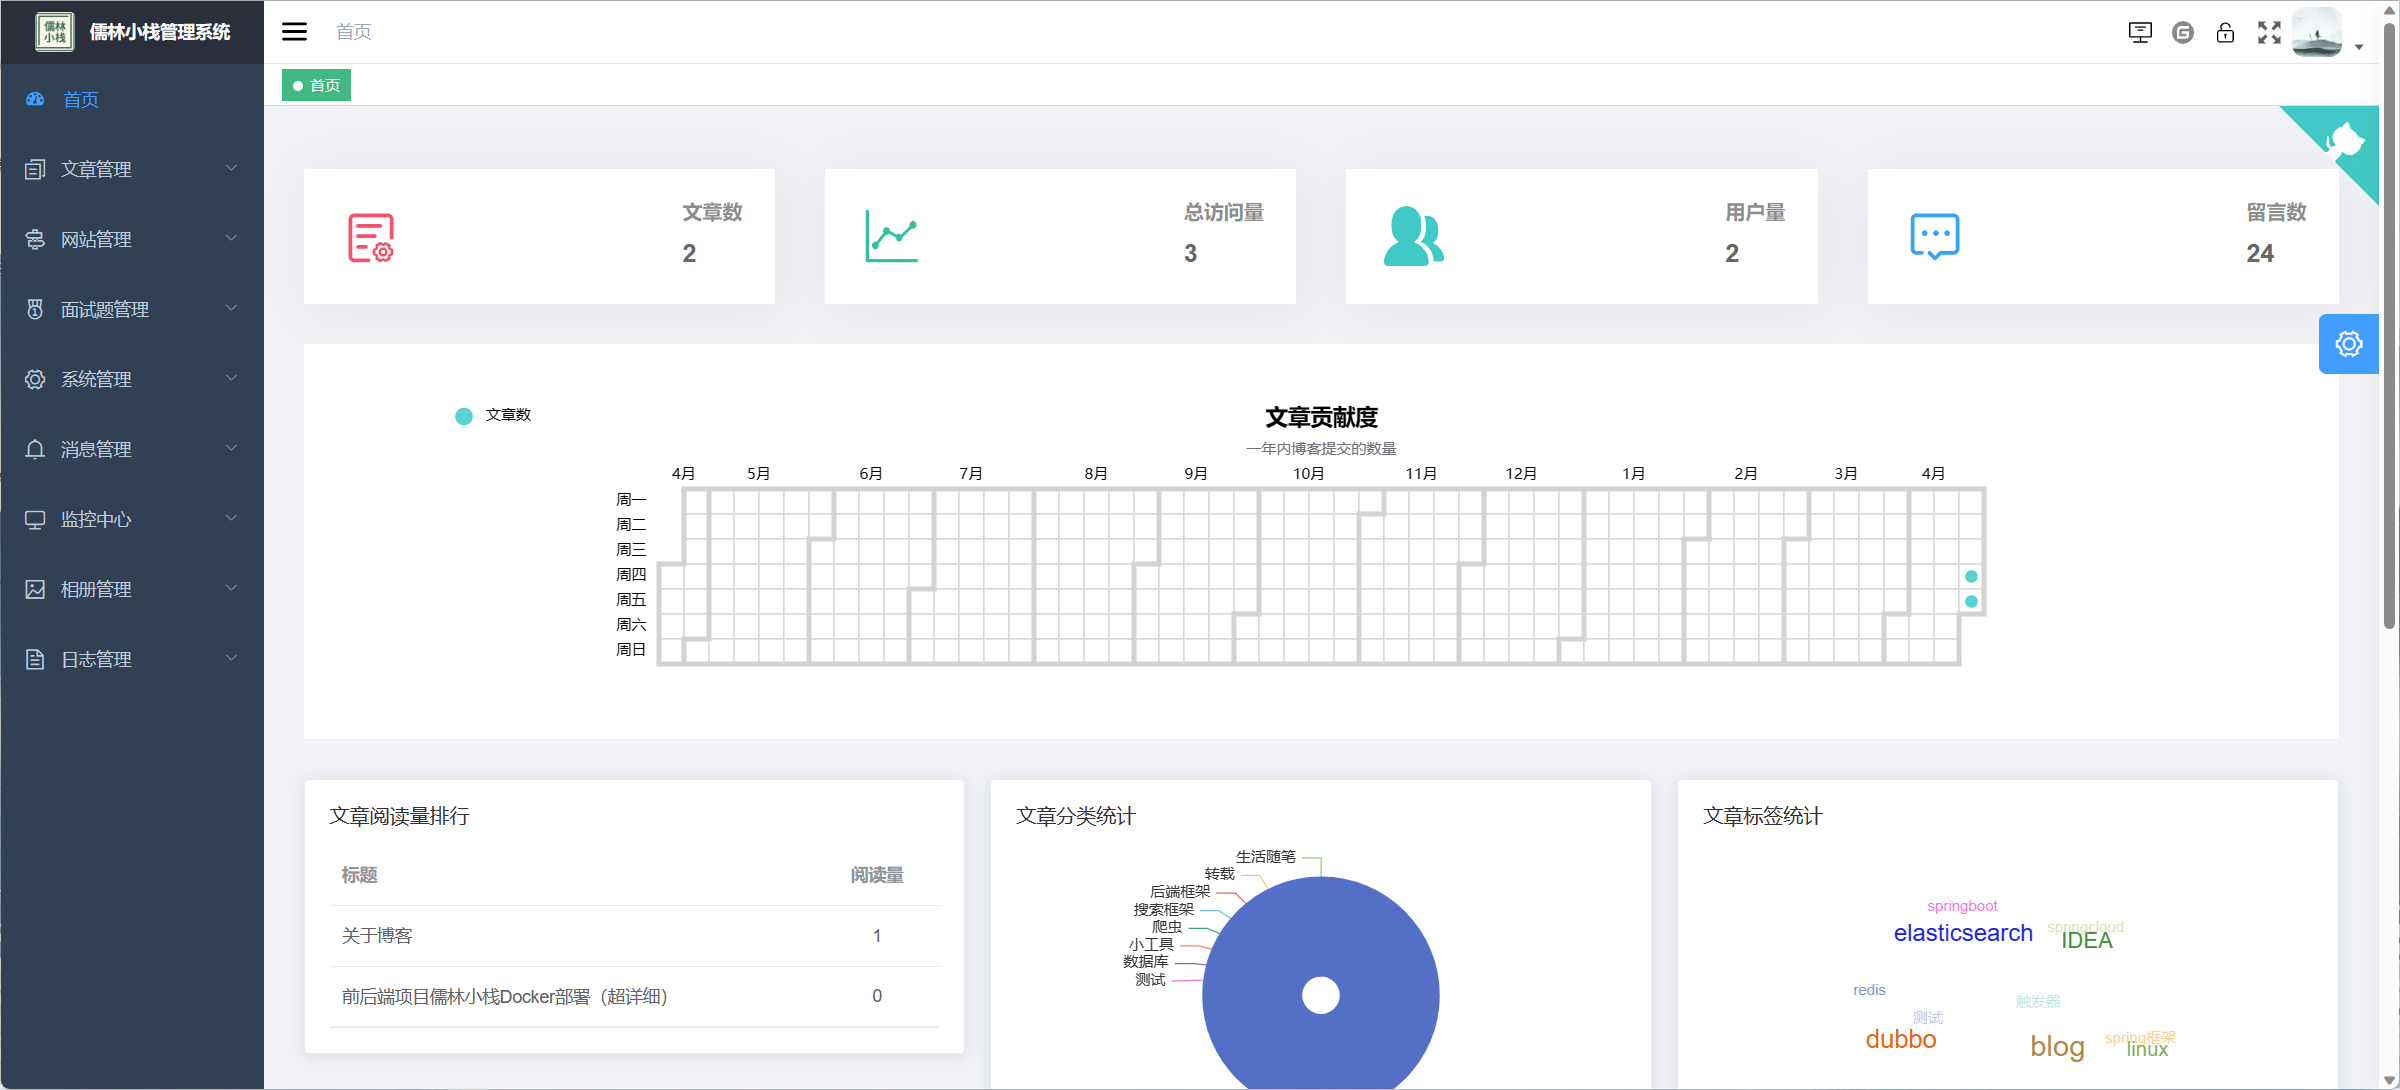 儒林
小栈
儒林小栈管理系统
首页
首页
首页
文章管理
网站管理
面试题管理
系统管理
消息管理
监控中心
相册管理
日志管理
文章数
2
总访问量
3
用户量
2
留言数
24
文章数
文章贡献度
一年内博客提交的数量
4月 5月 6月 7月 8月 9月 10月 11月 12月 1月 2月 3月 4月
周一
周二
周三
周四
周五
周六
周日
文章阅读量排行
标题 阅读量
关于博客 1
前后端项目儒林小栈Docker部署（超详细） 0
文章分类统计
生活随笔
转载
后端框架
搜索框架
爬虫
小工具
数据库
测试
文章标签统计
springboot
elasticsearch
springcloud
IDEA
redis
触发器
测试
dubbo
blog
spring框架
linux